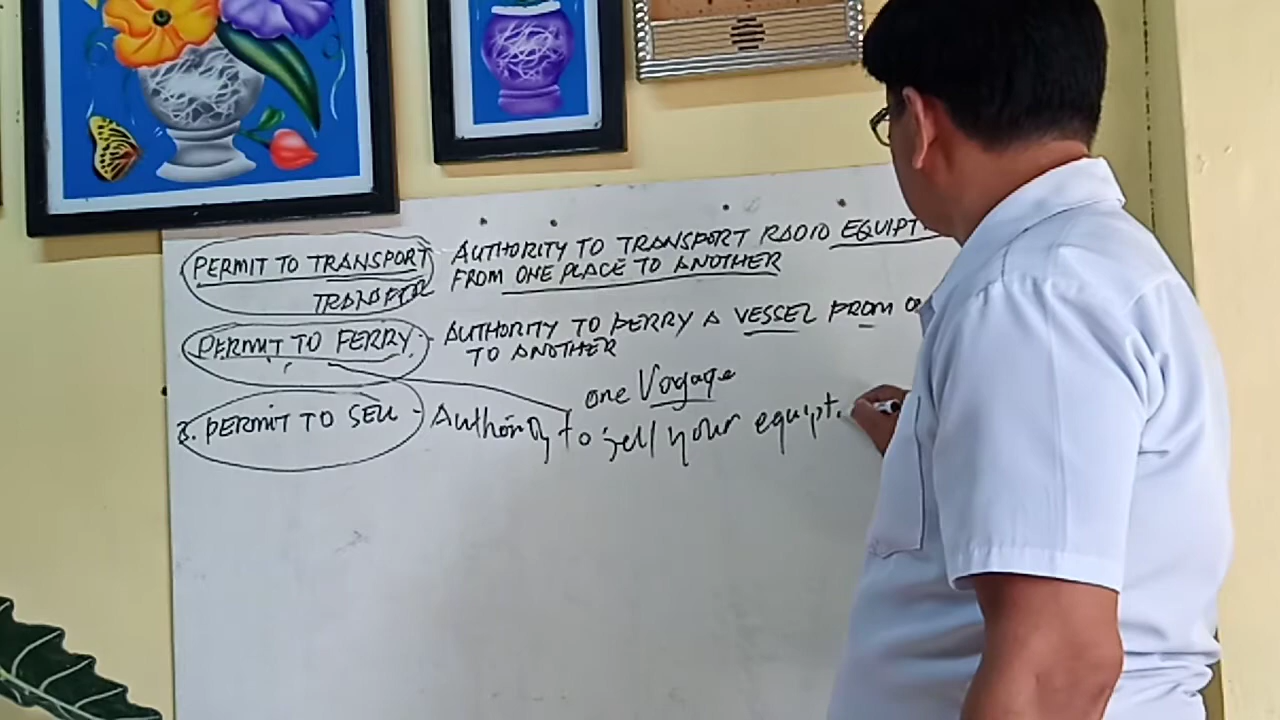 PERMIT TO TRANSPORT AUTHORITY TO TRANSPORT RADIO EQUIPT
TRANSFER FROM ONE PLACE TO ANOTHER
PERMIT TO FERRY - AUTHORITY TO FERRY A VESSEL FROM
TO ANOTHER
one Voyage
3. PERMIT TO SELL - Authority to sell your equipt.